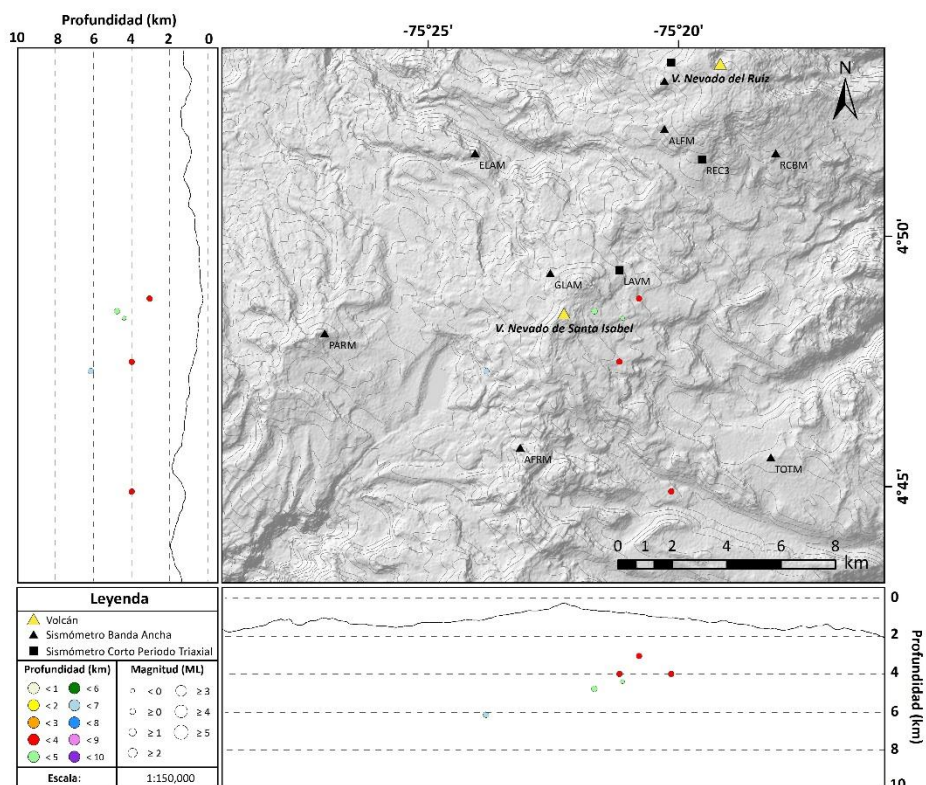 Profundidad (km)
10 8 6 4 2 0
-75°25' -75°20'
N
V. Nevado del Ruiz
ALFM
ELAM
REC3
RCBM
4°50'
GLAM
LAVM
V. Nevado de Santa Isabel
PARM
AFRM
TOTM
4°45'
0 1 2 4 6 8
km
Leyenda
Volcán
Sismómetro Banda Ancha
Sismómetro Corto Periodo Triaxial
Profundidad (km) Magnitud (ML)
< 1 < 6 < 0 ≥ 3
< 2 < 7 ≥ 0 ≥ 4
< 3 < 8 ≥ 1 ≥ 5
< 4 < 9 ≥ 2
< 5 < 10
Escala: 1:150,000
0
2
4
6
8
10
Profundidad (km)